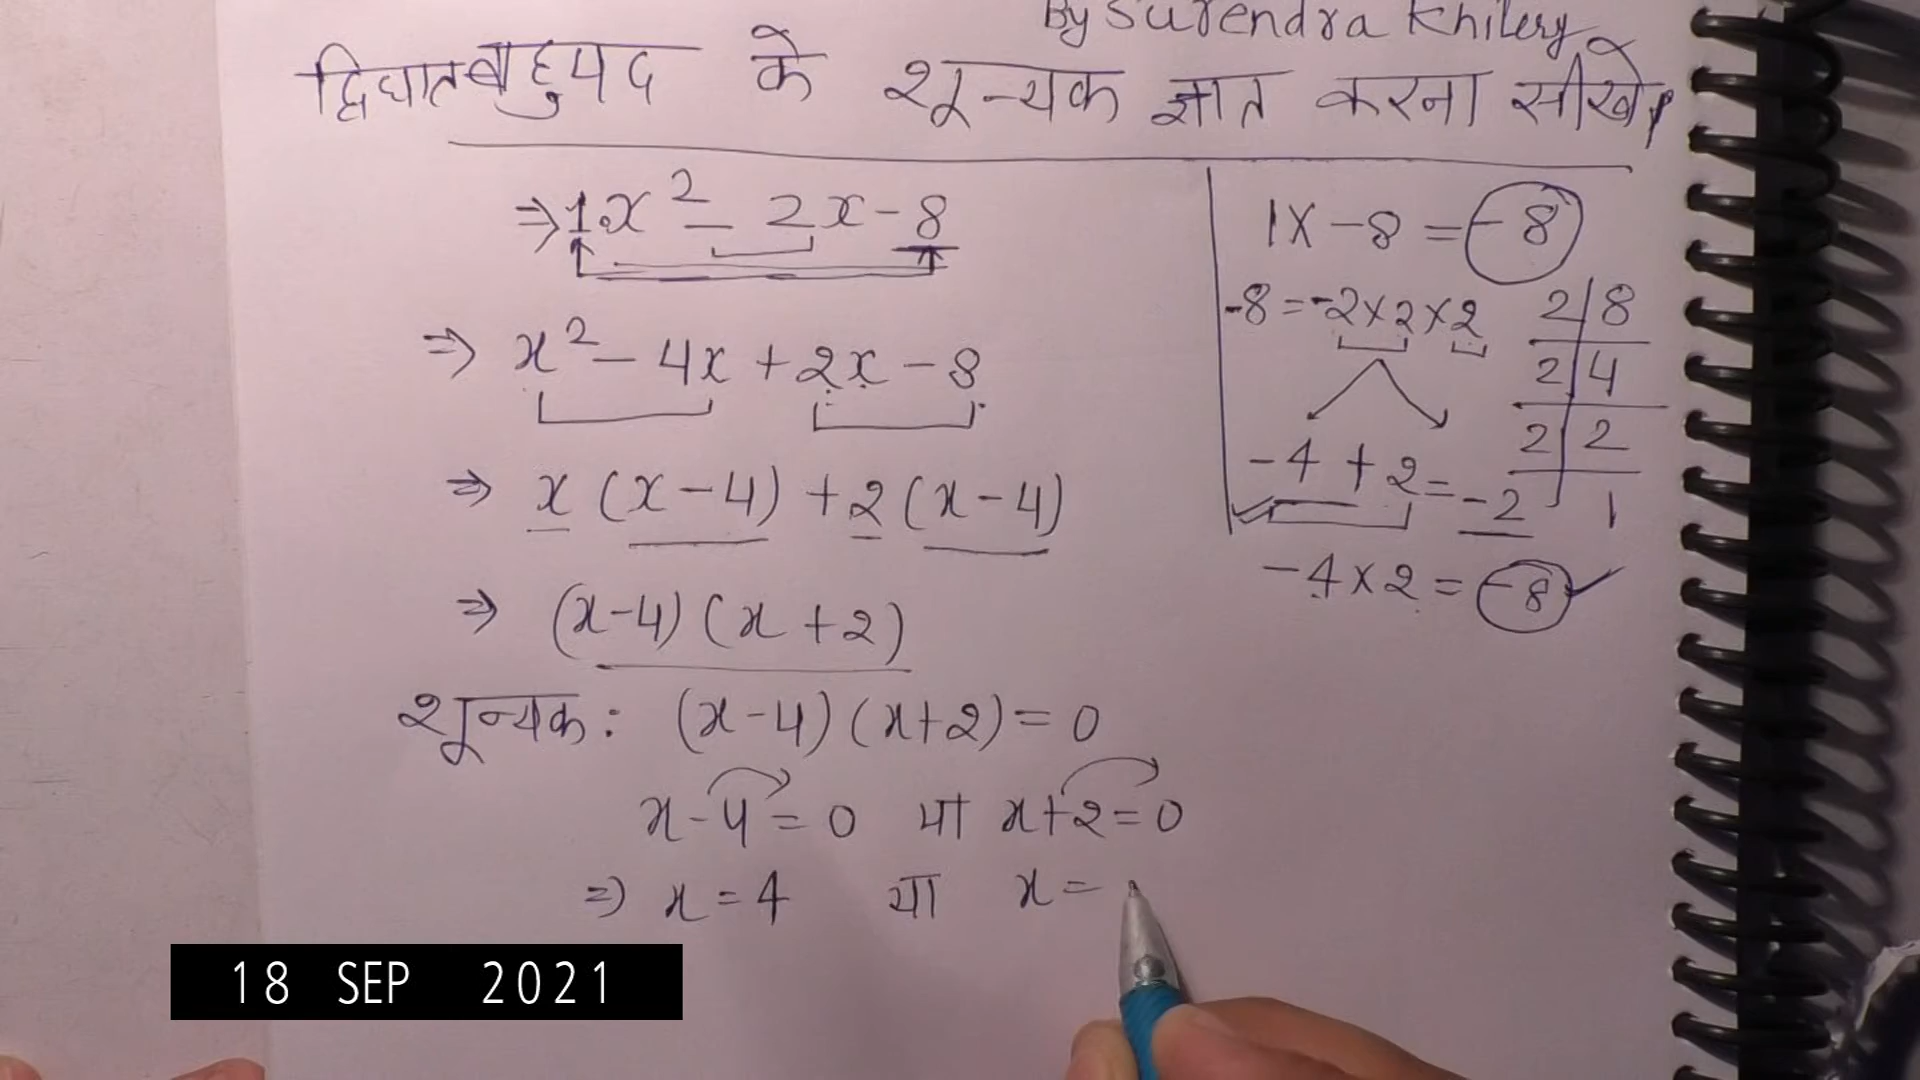 By Surendra Khilery
द्विघात बहुपद के शून्यक ज्ञात करना सीखे।
⇒ 1.x² - 2x - 8
⇒ x² - 4x + 2x - 8
⇒ x (x - 4) + 2 (x - 4)
⇒ (x-4) (x + 2)
शून्यक : (x-4) (x+2) = 0
x - 4 = 0 या x+2 = 0
⇒ x = 4 या x =
1 X -8 = -8
-8 = -2 × 2 × 2
-4 + 2 = -2
-4 × 2 = -8 ✓
2 | 8
2 | 4
2 | 2
1
18 SEP 2021